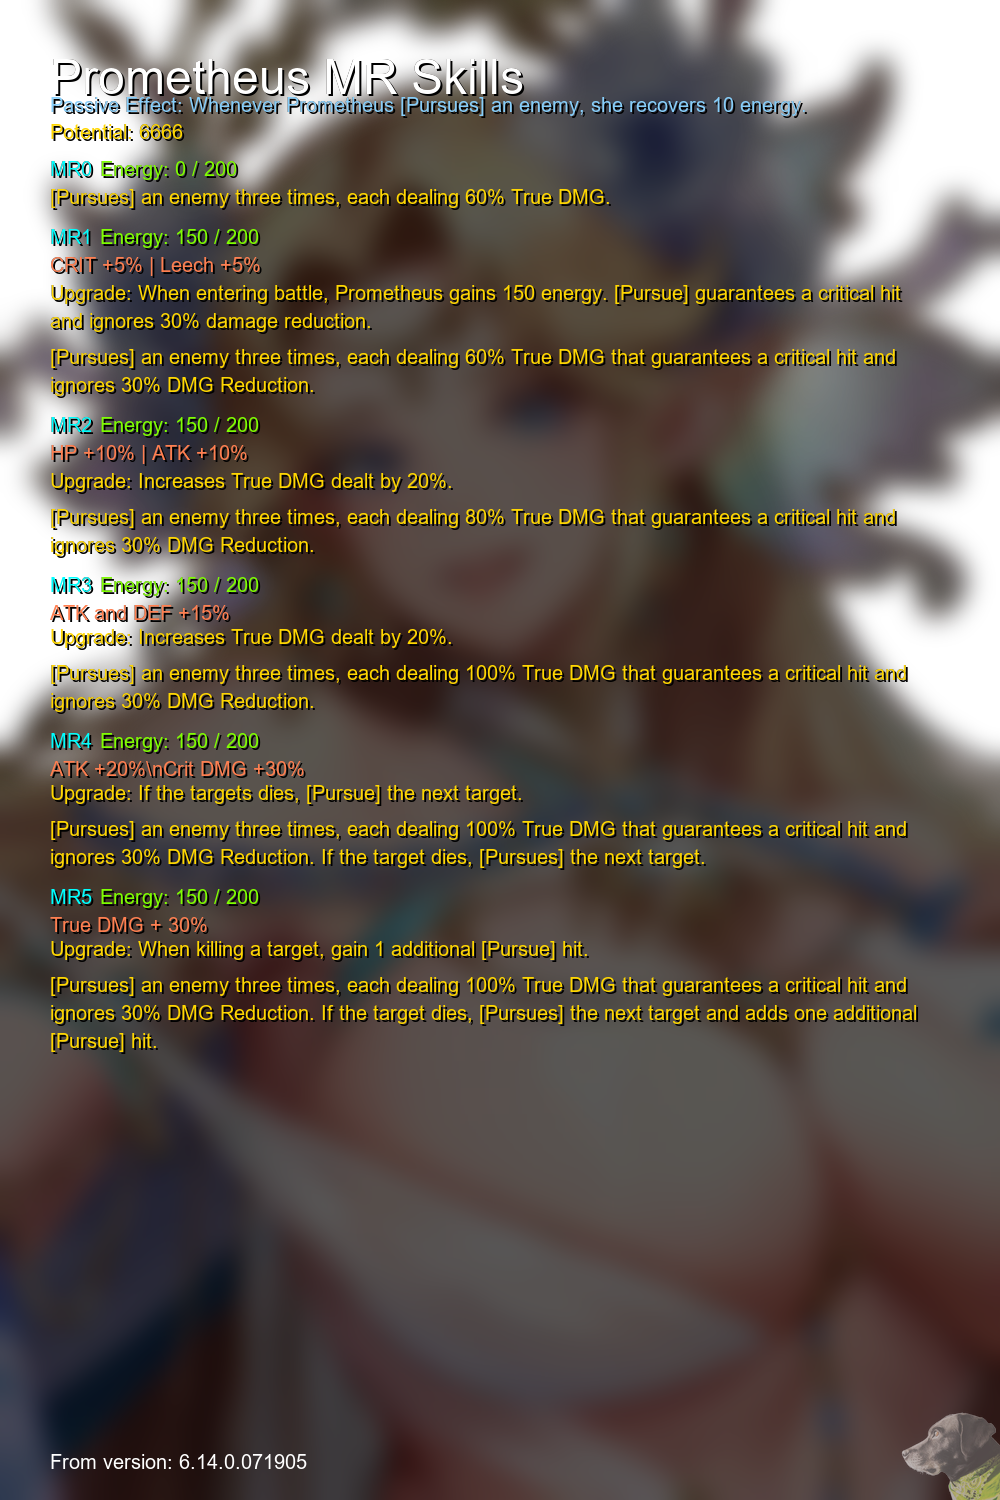 Prometheus MR Skills
Passive Effect: Whenever Prometheus [Pursues] an enemy, she recovers 10 energy.
Potential: 6666
MR0 Energy: 0 / 200
[Pursues] an enemy three times, each dealing 60% True DMG.
MR1 Energy: 150 / 200
CRIT +5% | Leech +5%
Upgrade: When entering battle, Prometheus gains 150 energy. [Pursue] guarantees a critical hit
and ignores 30% damage reduction.
[Pursues] an enemy three times, each dealing 60% True DMG that guarantees a critical hit and
ignores 30% DMG Reduction.
MR2 Energy: 150 / 200
HP +10% | ATK +10%
Upgrade: Increases True DMG dealt by 20%.
[Pursues] an enemy three times, each dealing 80% True DMG that guarantees a critical hit and
ignores 30% DMG Reduction.
MR3 Energy: 150 / 200
ATK and DEF +15%
Upgrade: Increases True DMG dealt by 20%.
[Pursues] an enemy three times, each dealing 100% True DMG that guarantees a critical hit and
ignores 30% DMG Reduction.
MR4 Energy: 150 / 200
ATK +20%\nCrit DMG +30%
Upgrade: If the targets dies, [Pursue] the next target.
[Pursues] an enemy three times, each dealing 100% True DMG that guarantees a critical hit and
ignores 30% DMG Reduction. If the target dies, [Pursues] the next target.
MR5 Energy: 150 / 200
True DMG + 30%
Upgrade: When killing a target, gain 1 additional [Pursue] hit.
[Pursues] an enemy three times, each dealing 100% True DMG that guarantees a critical hit and
ignores 30% DMG Reduction. If the target dies, [Pursues] the next target and adds one additional
[Pursue] hit.
From version: 6.14.0.071905